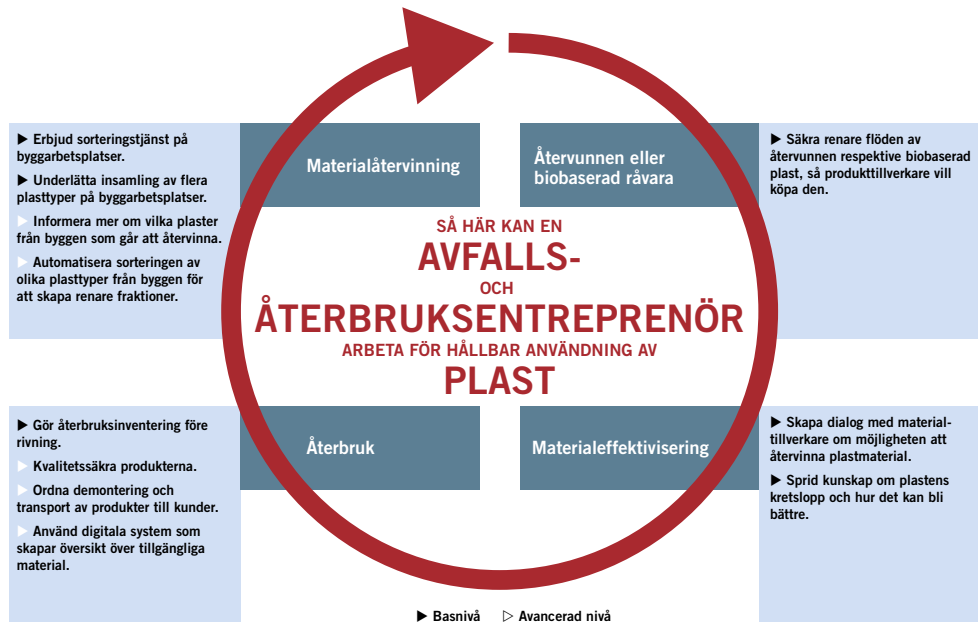 ▶ Erbjud sorteringstjänst på
byggarbetsplatser.
▶ Underlätta insamling av flera
plasttyper på byggarbetsplatser.
▷ Informera mer om vilka plaster
från byggen som går att återvinna.
▷ Automatisera sorteringen av
olika plasttyper från byggen för
att skapa renare fraktioner.
Materialåtervinning
Återvunnen eller
biobaserad råvara
▶ Säkra renare flöden av
återvunnen respektive biobaserad
plast, så produkttillverkare vill
köpa den.
SÅ HÄR KAN EN
AVFALLS-
OCH
ÅTERBRUKSENTREPRENÖR
ARBETA FÖR HÅLLBAR ANVÄNDNING AV
PLAST
▶ Gör återbruksinventering före
rivning.
▷ Kvalitetssäkra produkterna.
▷ Ordna demontering och
transport av produkter till kunder.
▷ Använd digitala system som
skapar översikt över tillgängliga
material.
Återbruk
Materialeffektivisering
▶ Skapa dialog med material-
tillverkare om möjligheten att
återvinna plastmaterial.
▶ Sprid kunskap om plastens
kretslopp och hur det kan bli
bättre.
▶ Basnivå ▷ Avancerad nivå